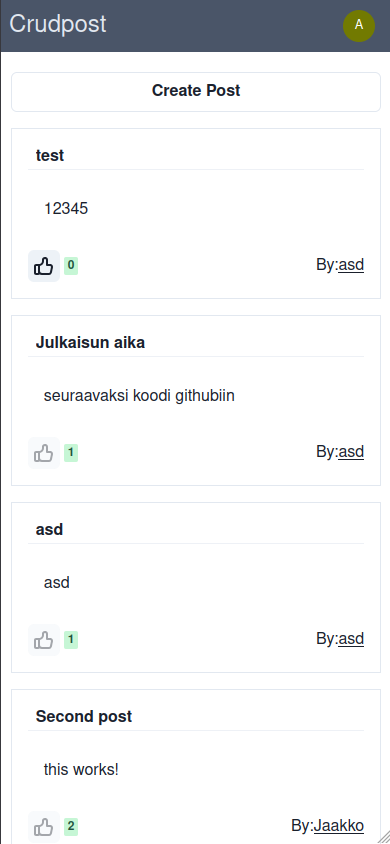 Crudpost
A
Create Post
test
12345
0
By:asd
Julkaisun aika
seuraavaksi koodi githubiin
1
By:asd
asd
asd
1
By:asd
Second post
this works!
2
By:Jaakko